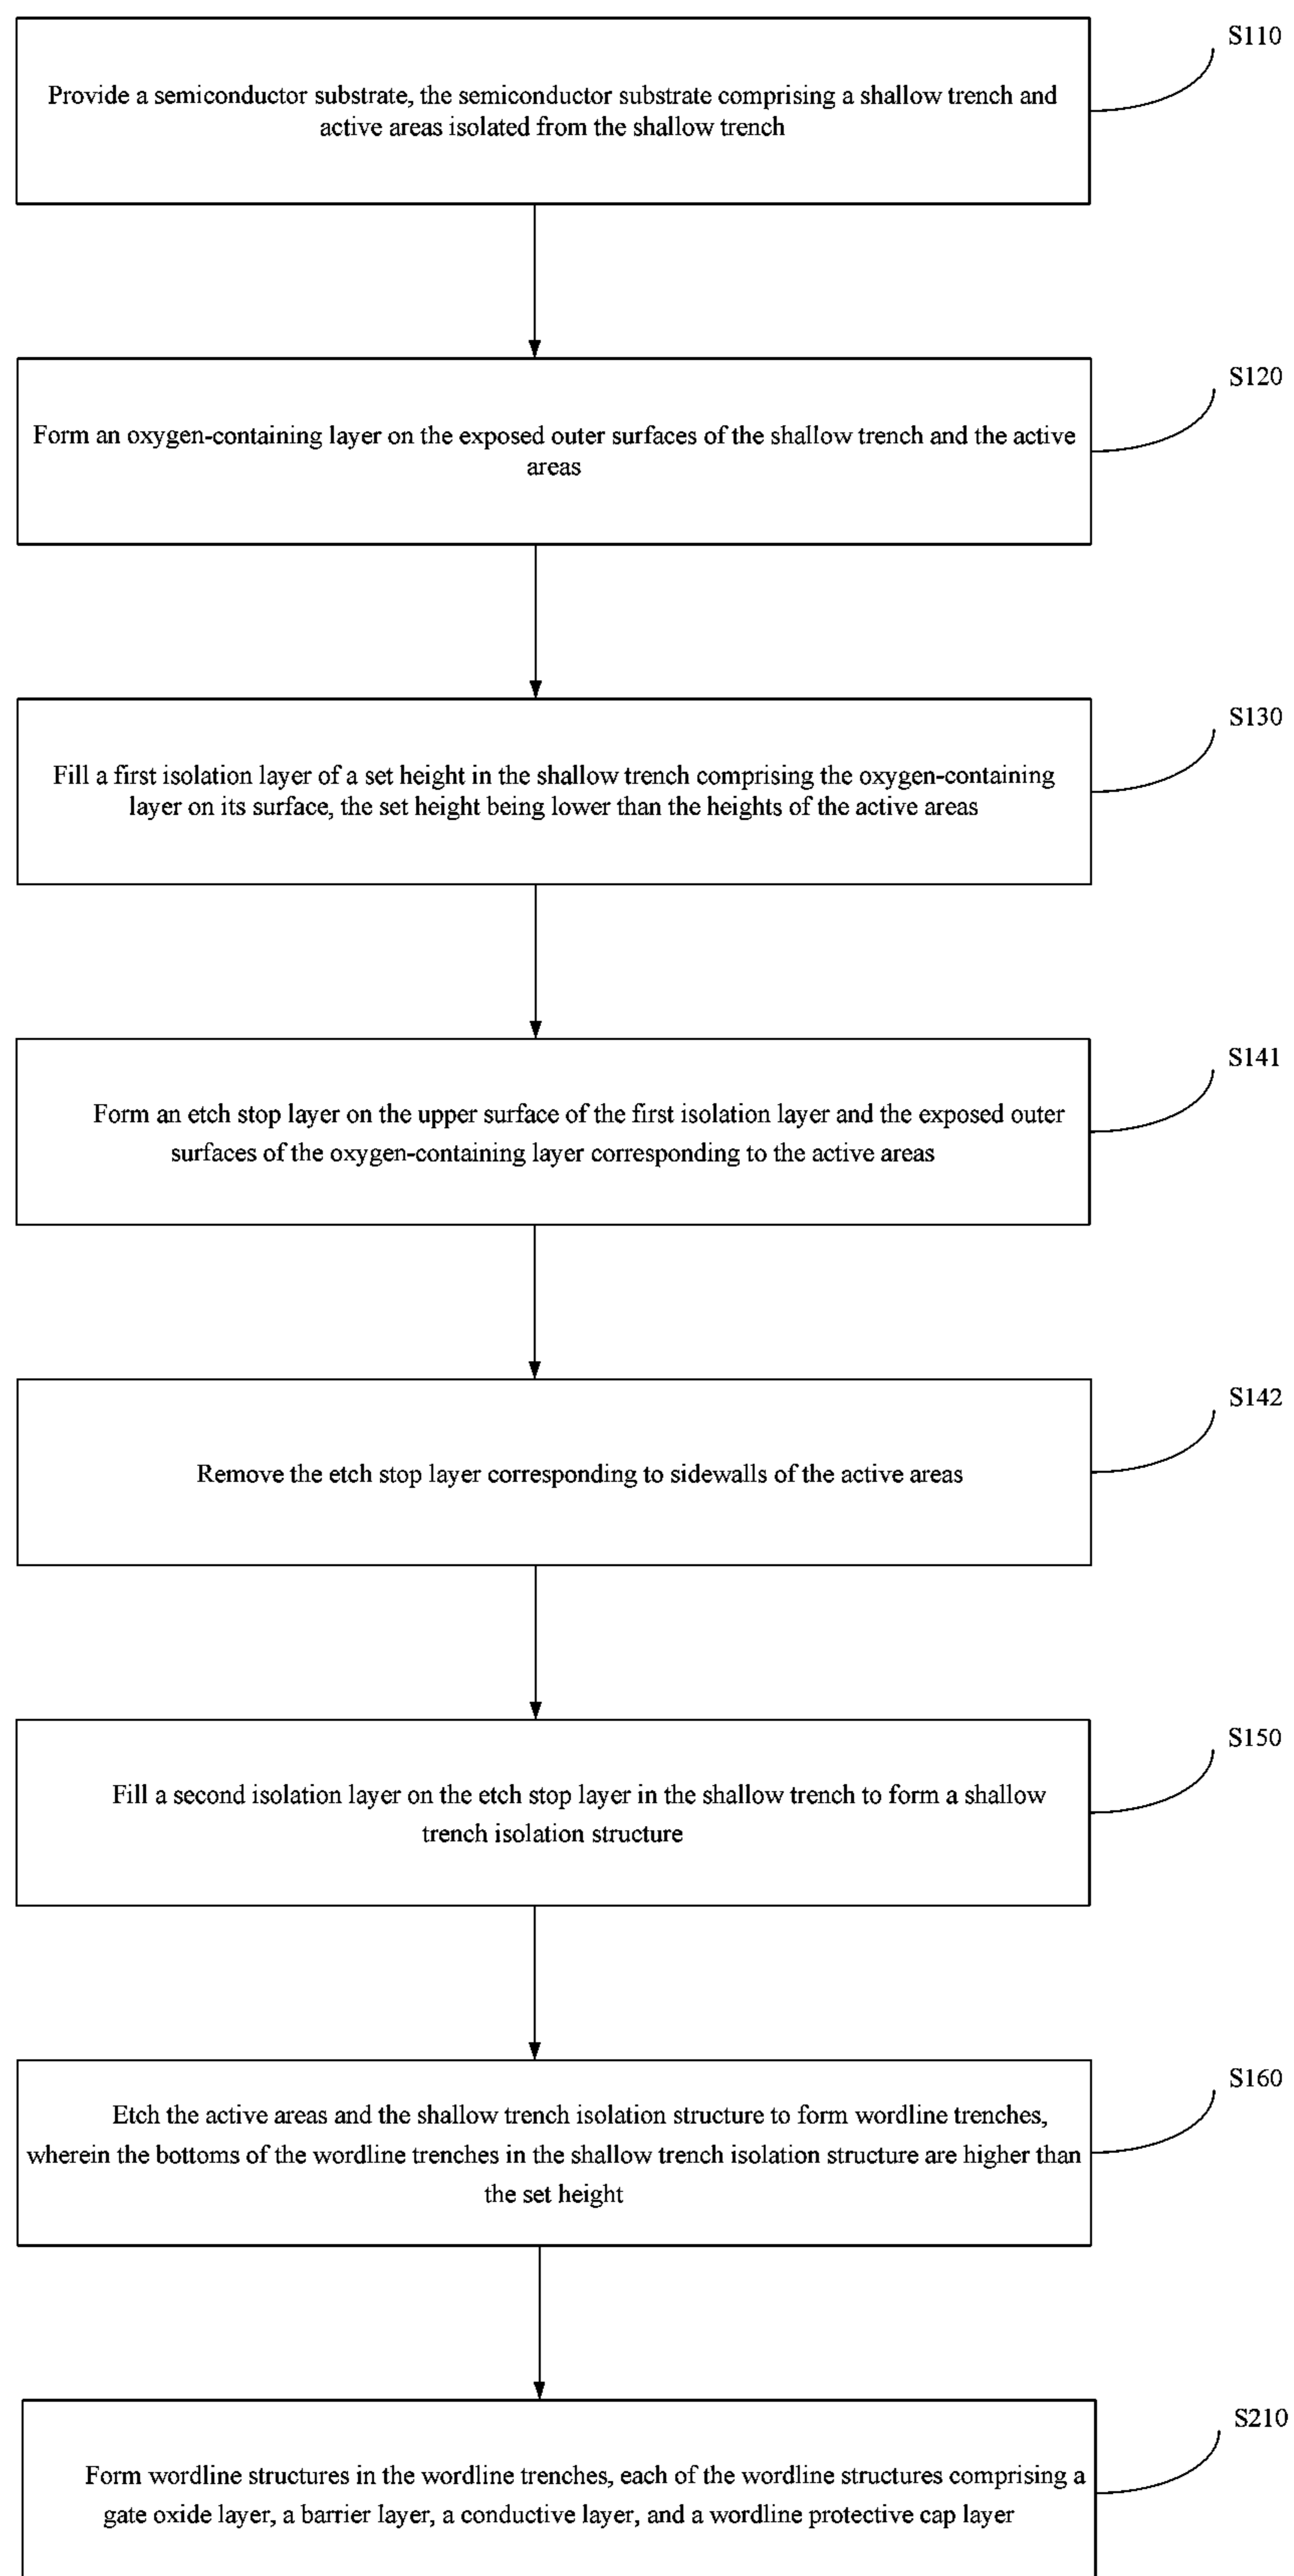 S110
Provide a semiconductor substrate, the semiconductor substrate comprising a shallow trench and
active areas isolated from the shallow trench
S120
Form an oxygen-containing layer on the exposed outer surfaces of the shallow trench and the active
areas
S130
Fill a first isolation layer of a set height in the shallow trench comprising the oxygen-containing
layer on its surface, the set height being lower than the heights of the active areas
S141
Form an etch stop layer on the upper surface of the first isolation layer and the exposed outer
surfaces of the oxygen-containing layer corresponding to the active areas
S142
Remove the etch stop layer corresponding to sidewalls of the active areas
S150
Fill a second isolation layer on the etch stop layer in the shallow trench to form a shallow
trench isolation structure
S160
Etch the active areas and the shallow trench isolation structure to form wordline trenches,
wherein the bottoms of the wordline trenches in the shallow trench isolation structure are higher than
the set height
S210
Form wordline structures in the wordline trenches, each of the wordline structures comprising a
gate oxide layer, a barrier layer, a conductive layer, and a wordline protective cap layer